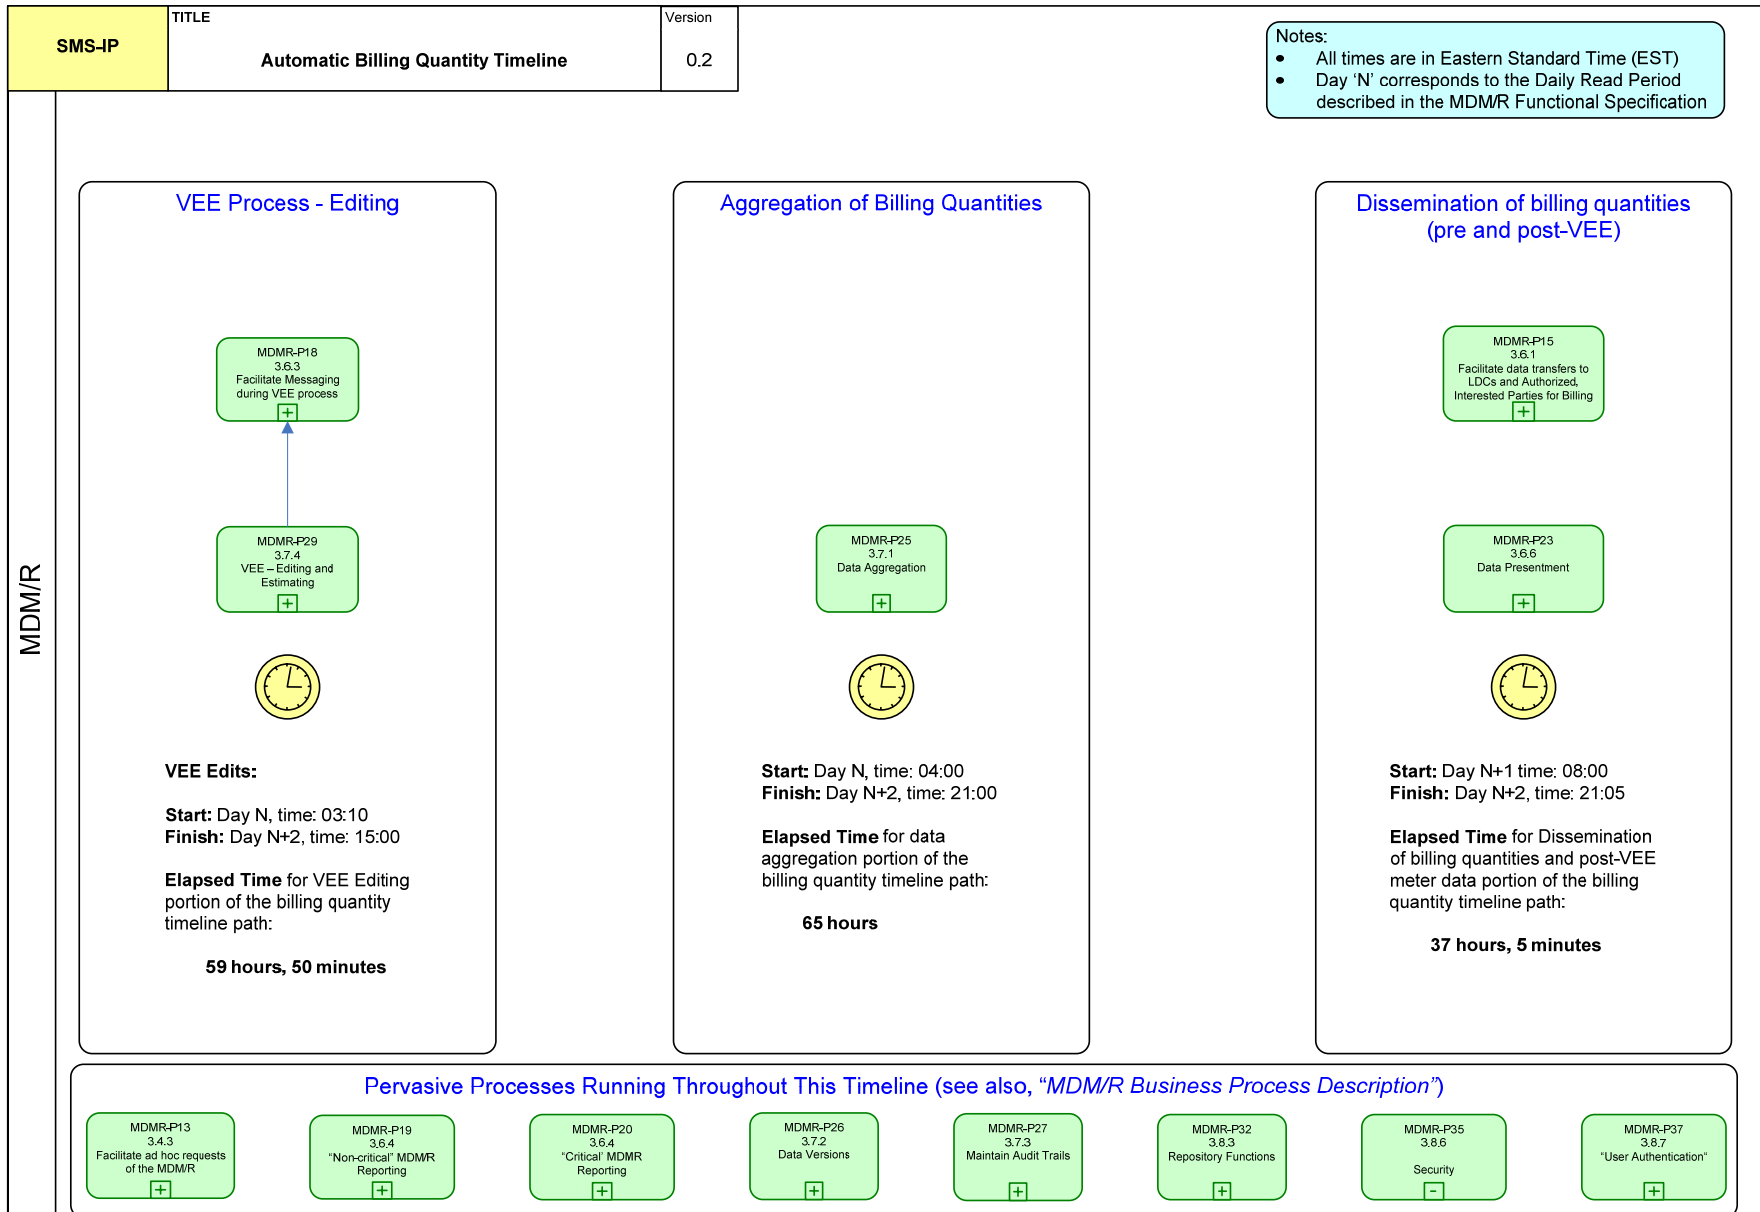 SMS-IP
TITLE
Automatic Billing Quantity Timeline
Version
0.2
Notes:
• All times are in Eastern Standard Time (EST)
• Day ‘N’ corresponds to the Daily Read Period
described in the MDM/R Functional Specification
MDM/R
VEE Process - Editing
MDMR-P18
3.6.3
Facilitate Messaging
during VEE process
+
MDMR-P29
3.7.4
VEE – Editing and
Estimating
+
VEE Edits:
Start: Day N, time: 03:10
Finish: Day N+2, time: 15:00
Elapsed Time for VEE Editing
portion of the billing quantity
timeline path:
59 hours, 50 minutes
Aggregation of Billing Quantities
MDMR-P25
3.7.1
Data Aggregation
+
Start: Day N, time: 04:00
Finish: Day N+2, time: 21:00
Elapsed Time for data
aggregation portion of the
billing quantity timeline path:
65 hours
Dissemination of billing quantities
(pre and post-VEE)
MDMR-P15
3.6.1
Facilitate data transfers to
LDCs and Authorized,
Interested Parties for Billing
+
MDMR-P23
3.6.6
Data Presentment
+
Start: Day N+1 time: 08:00
Finish: Day N+2, time: 21:05
Elapsed Time for Dissemination
of billing quantities and post-VEE
meter data portion of the billing
quantity timeline path:
37 hours, 5 minutes
Pervasive Processes Running Throughout This Timeline (see also, “MDM/R Business Process Description”)
MDMR-P13
3.4.3
Facilitate ad hoc requests
of the MDM/R
+
MDMR-P19
3.6.4
“Non-critical” MDM/R
Reporting
+
MDMR-P20
3.6.4
“Critical’ MDMR
Reporting
+
MDMR-P26
3.7.2
Data Versions
+
MDMR-P27
3.7.3
Maintain Audit Trails
+
MDMR-P32
3.8.3
Repository Functions
+
MDMR-P35
3.8.6
Security
-
MDMR-P37
3.8.7
“User Authentication”
+